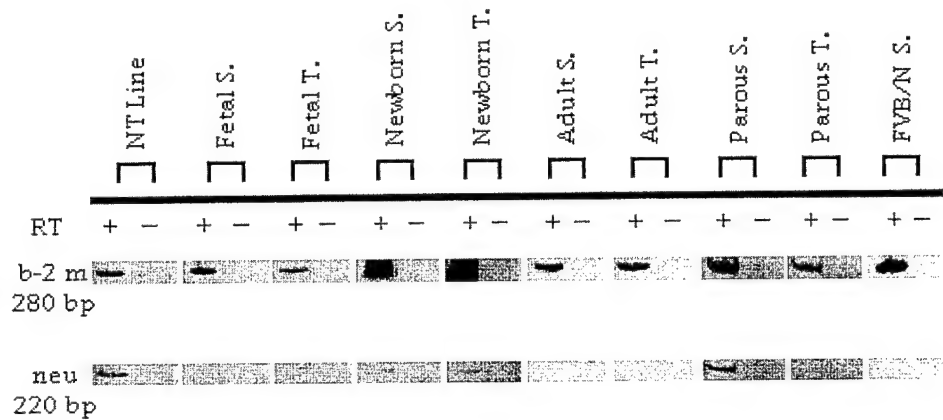 NT Line
Fetal S.
Fetal T.
Newborn S.
Newborn T.
Adult S.
Adult T.
Parous S.
Parous T.
FVB/N S.
RT + − + − + − + − + − + − + − + − + − + −
b-2 m
280 bp
neu
220 bp